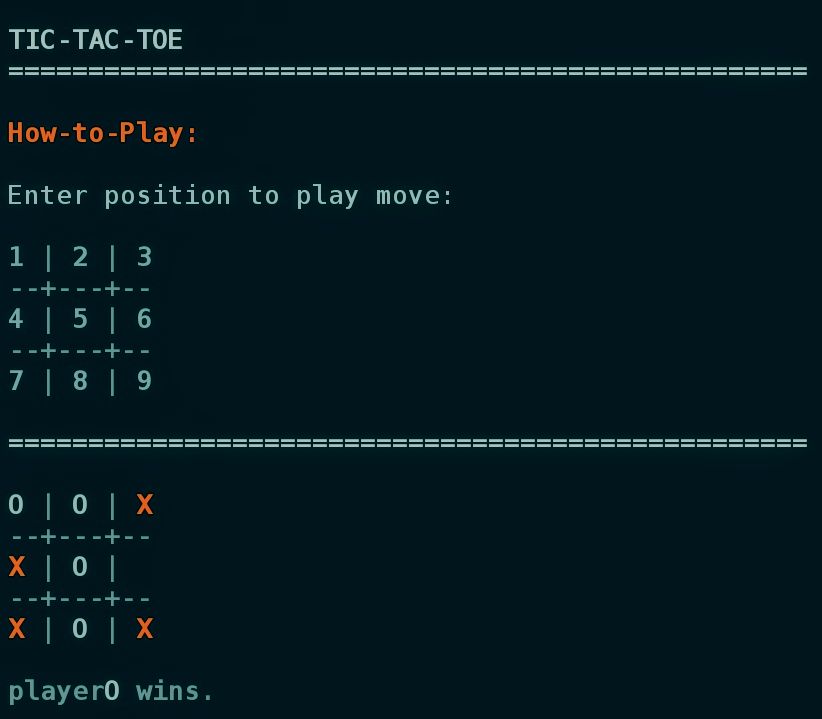 TIC-TAC-TOE
==================================================
How-to-Play:
Enter position to play move:
1 | 2 | 3
--+---+--
4 | 5 | 6
--+---+--
7 | 8 | 9
==================================================
O | O | X
--+---+--
X | O |
--+---+--
X | O | X
playerO wins.